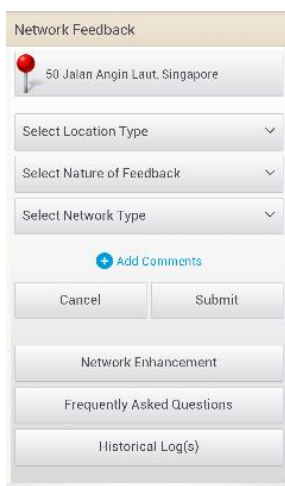 Network Feedback
50 Jalan Angin Laut, Singapore
Select Location Type
Select Nature of Feedback
Select Network Type
Add Comments
Cancel Submit
Network Enhancement
Frequently Asked Questions
Historical Log(s)